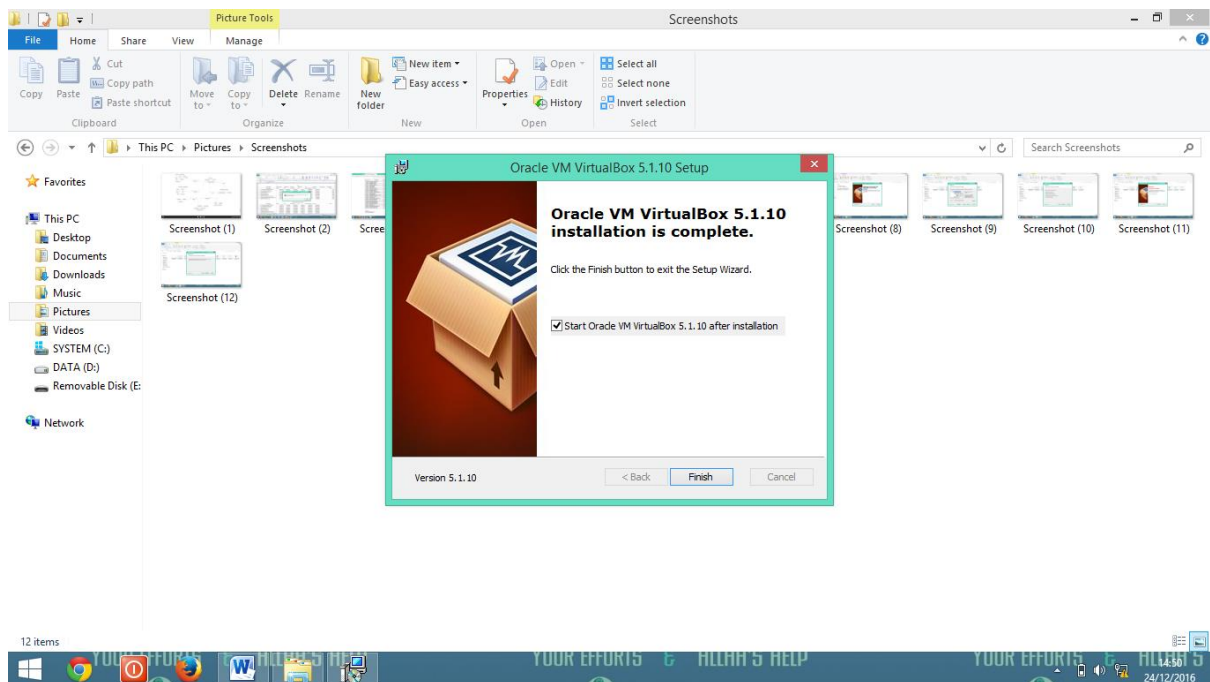 Picture Tools
Screenshots
File Home Share View Manage
Cut
Copy path
Paste shortcut
Copy Paste
Clipboard
Move to
Copy to
Delete Rename
Organize
New folder
New item
Easy access
New
Properties
Open
Edit
History
Open
Select all
Select none
Invert selection
Select
This PC Pictures Screenshots
Search Screenshots
Favorites
This PC
Desktop
Documents
Downloads
Music
Pictures
Videos
SYSTEM (C:)
DATA (D:)
Removable Disk (E:
Network
Screenshot (1) Screenshot (2) Scree
Screenshot (8) Screenshot (9) Screenshot (10) Screenshot (11)
Screenshot (12)
Oracle VM VirtualBox 5.1.10 Setup
Oracle VM VirtualBox 5.1.10
installation is complete.
Click the Finish button to exit the Setup Wizard.
Start Oracle VM VirtualBox 5.1.10 after installation
Version 5.1.10
< Back Finish Cancel
12 items
YOUR EFFORTS & ALLAH'S HELP
YOUR EFFORTS &
14:50
24/12/2016